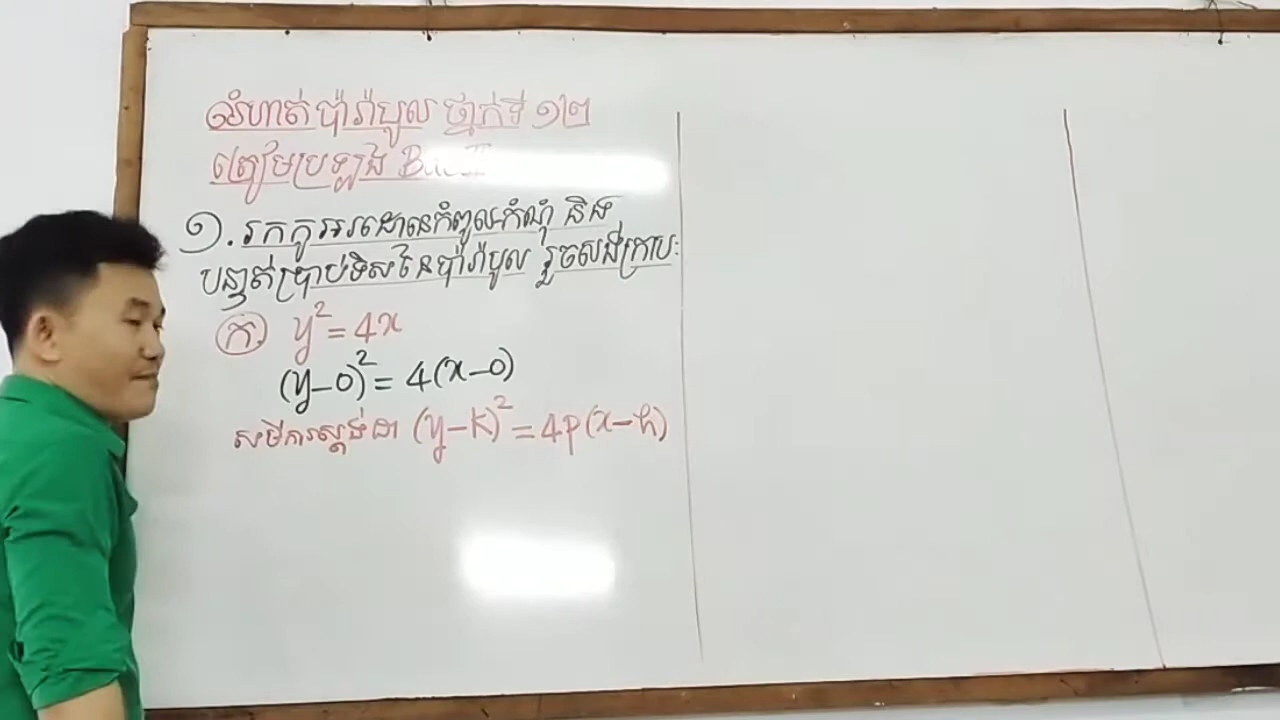 លំហាត់ ប៉ារ៉ាបូល ថ្នាក់ទី ១២
ត្រៀមប្រឡង
១. រកកូអរដោនេកំពូល កំណុំ និង
បន្ទាត់ប្រាប់ទិសនៃប៉ារ៉ាបូល រួចសង់ក្រាប:
ក. y² = 4x
(y-0)² = 4(x-0)
សមីការស្តង់ដា (y-k)² = 4p(x-h)